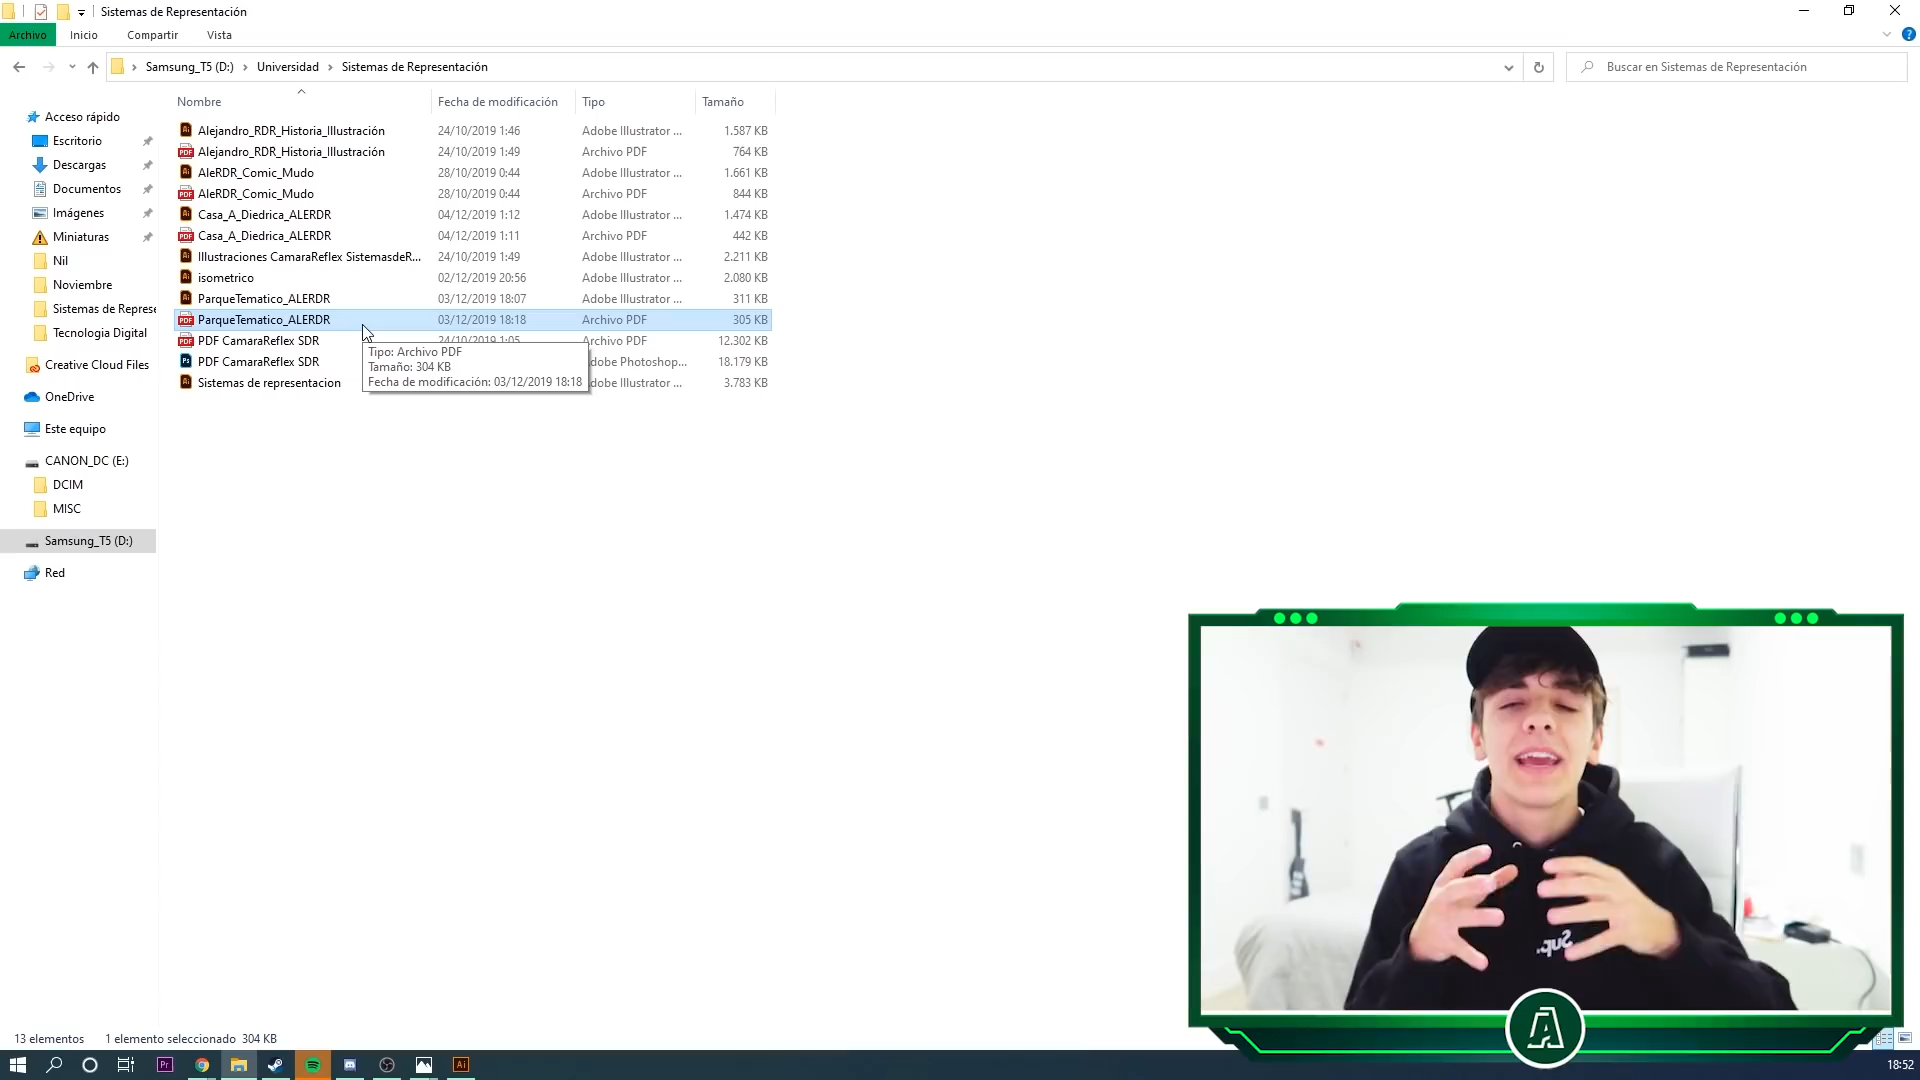 Sistemas de Representación
Archivo Inicio Compartir Vista
Samsung_T5 (D:) Universidad Sistemas de Representación
Buscar en Sistemas de Representación
Nombre Fecha de modificación Tipo Tamaño
Alejandro_RDR_Historia_Illustración 24/10/2019 1:46 Adobe Illustrator ... 1.587 KB
Alejandro_RDR_Historia_Illustración 24/10/2019 1:49 Archivo PDF 764 KB
AleRDR_Comic_Mudo 28/10/2019 0:44 Adobe Illustrator ... 1.661 KB
AleRDR_Comic_Mudo 28/10/2019 0:44 Archivo PDF 844 KB
Casa_A_Diedrica_ALERDR 04/12/2019 1:12 Adobe Illustrator ... 1.474 KB
Casa_A_Diedrica_ALERDR 04/12/2019 1:11 Archivo PDF 442 KB
Illustraciones CamaraReflex SistemasdeR... 24/10/2019 1:49 Adobe Illustrator ... 2.211 KB
isometrico 02/12/2019 20:56 Adobe Illustrator ... 2.080 KB
ParqueTematico_ALERDR 03/12/2019 18:07 Adobe Illustrator ... 311 KB
ParqueTematico_ALERDR 03/12/2019 18:18 Archivo PDF 305 KB
PDF CamaraReflex SDR 24/10/2019 1:05 Archivo PDF 12.302 KB
PDF CamaraReflex SDR dobe Photoshop... 18.179 KB
Sistemas de representacion dobe Illustrator ... 3.783 KB
Tipo: Archivo PDF
Tamaño: 304 KB
Fecha de modificación: 03/12/2019 18:18
Acceso rápido
Escritorio
Descargas
Documentos
Imágenes
Miniaturas
Nil
Noviembre
Sistemas de Represe
Tecnologia Digital
Creative Cloud Files
OneDrive
Este equipo
CANON_DC (E:)
DCIM
MISC
Samsung_T5 (D:)
Red
A
13 elementos 1 elemento seleccionado 304 KB
18:52